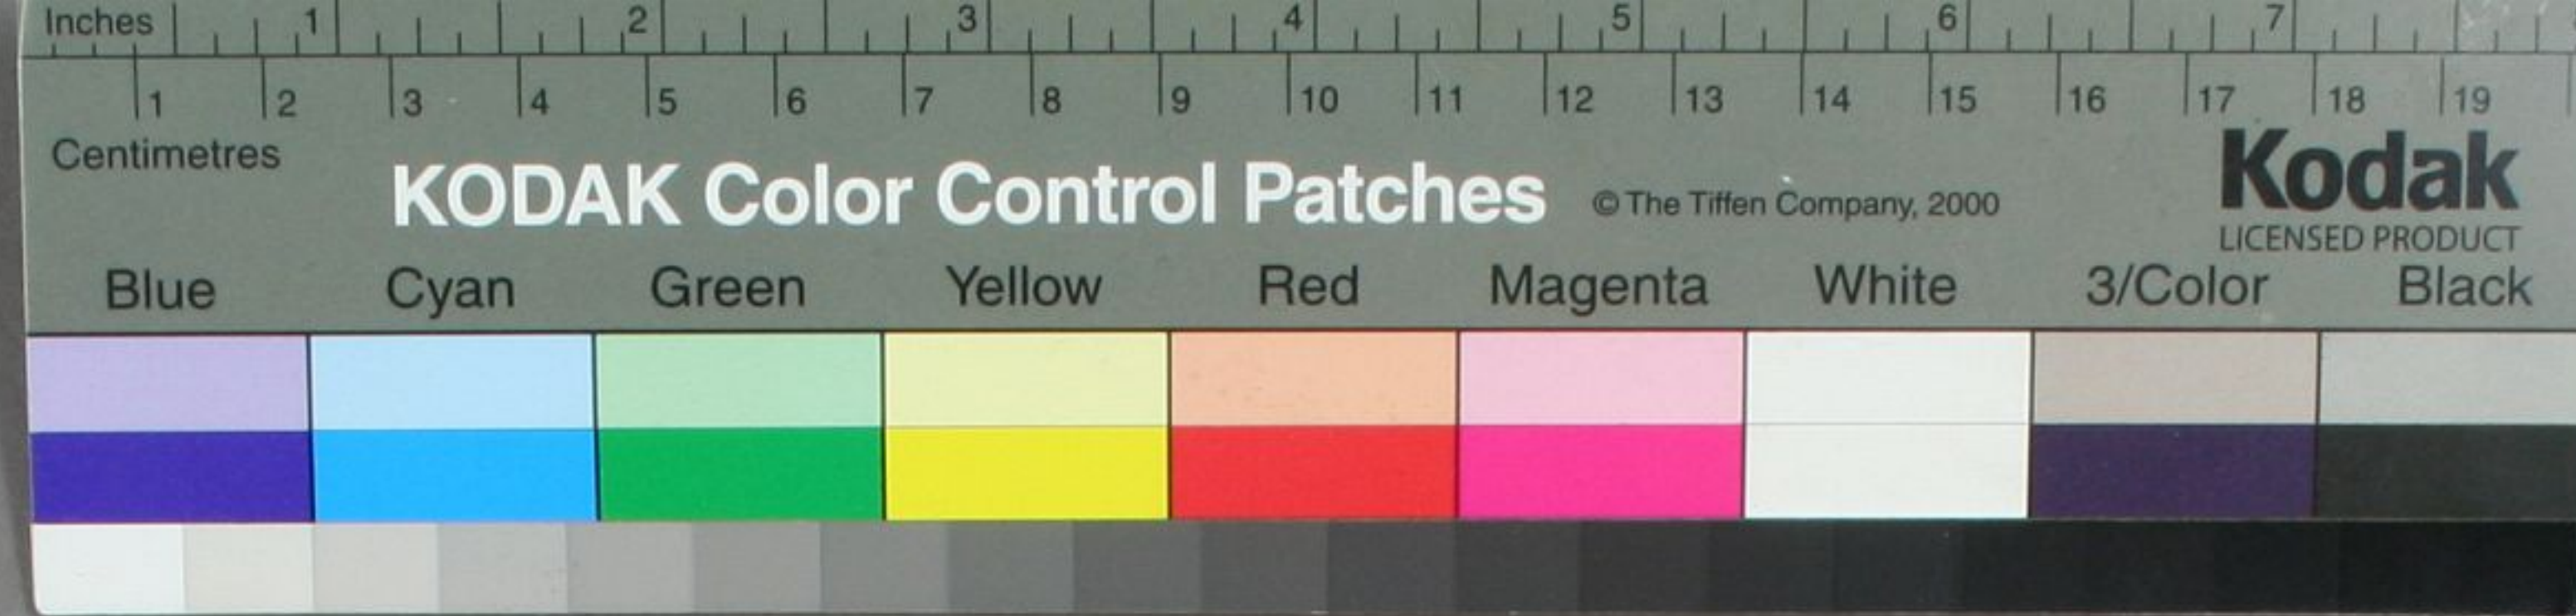 Inches 1 2 3 4 5 6 7
1 2 3 4 5 6 7 8 9 10 11 12 13 14 15 16 17 18 19
Centimetres
KODAK Color Control Patches © The Tiffen Company, 2000 Kodak
LICENSED PRODUCT
Blue Cyan Green Yellow Red Magenta White 3/Color Black